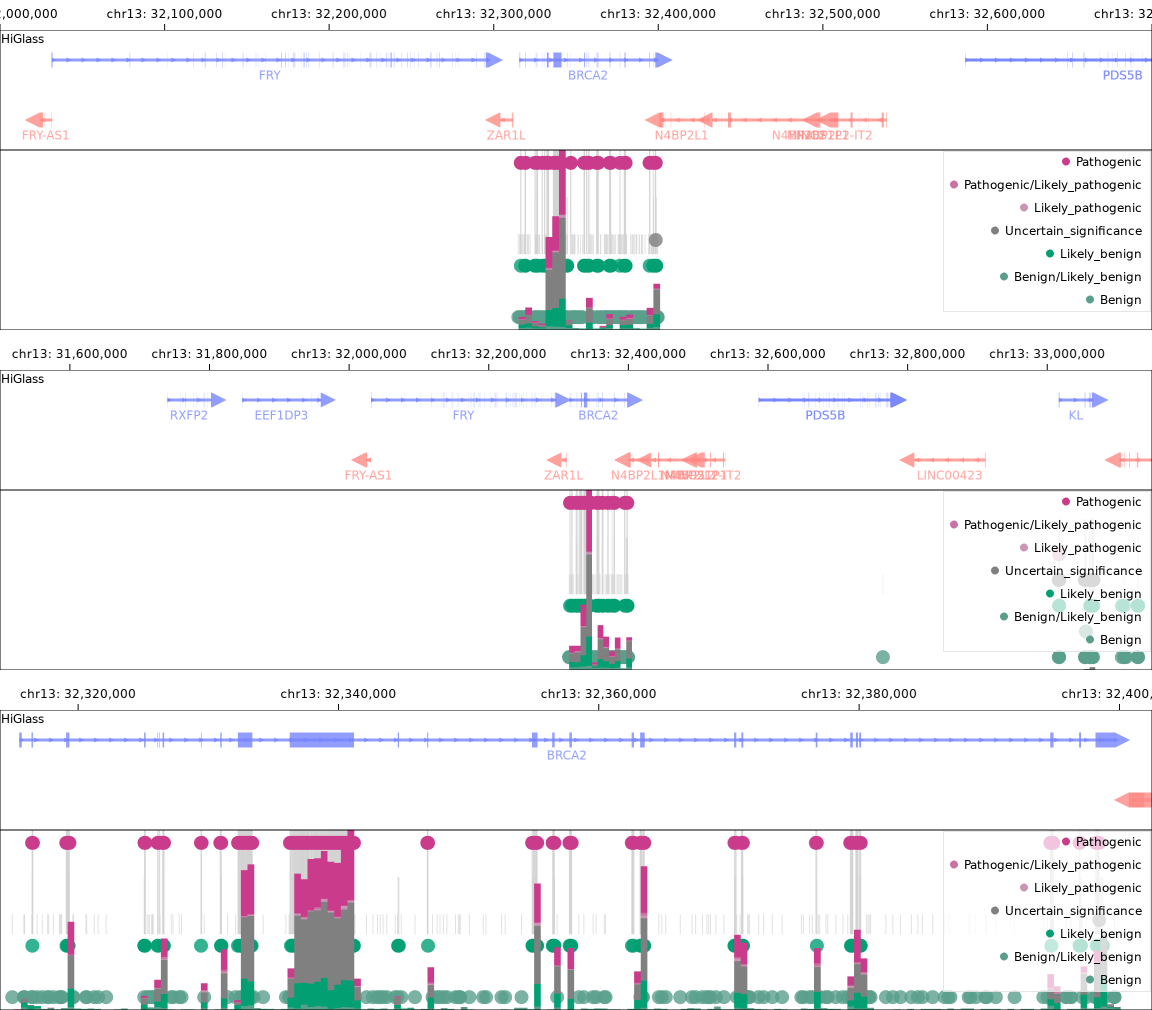 ,000,000 chr13: 32,100,000 chr13: 32,200,000 chr13: 32,300,000 chr13: 32,400,000 chr13: 32,500,000 chr13: 32,600,000 chr13: 32
HiGlass
FRY BRCA2 PDS5B
FRY-AS1 ZAR1L N4BP2L1
Pathogenic
Pathogenic/Likely_pathogenic
Likely_pathogenic
Uncertain_significance
Likely_benign
Benign/Likely_benign
Benign
chr13: 31,600,000 chr13: 31,800,000 chr13: 32,000,000 chr13: 32,200,000 chr13: 32,400,000 chr13: 32,600,000 chr13: 32,800,000 chr13: 33,000,000
HiGlass
RXFP2 EEF1DP3 FRY BRCA2 PDS5B KL
FRY-AS1 ZAR1L N4BP2L1 LINC00423
Pathogenic
Pathogenic/Likely_pathogenic
Likely_pathogenic
Uncertain_significance
Likely_benign
Benign/Likely_benign
Benign
chr13: 32,320,000 chr13: 32,340,000 chr13: 32,360,000 chr13: 32,380,000 chr13: 32,400,
HiGlass
BRCA2
Pathogenic
Pathogenic/Likely_pathogenic
Likely_pathogenic
Uncertain_significance
Likely_benign
Benign/Likely_benign
Benign